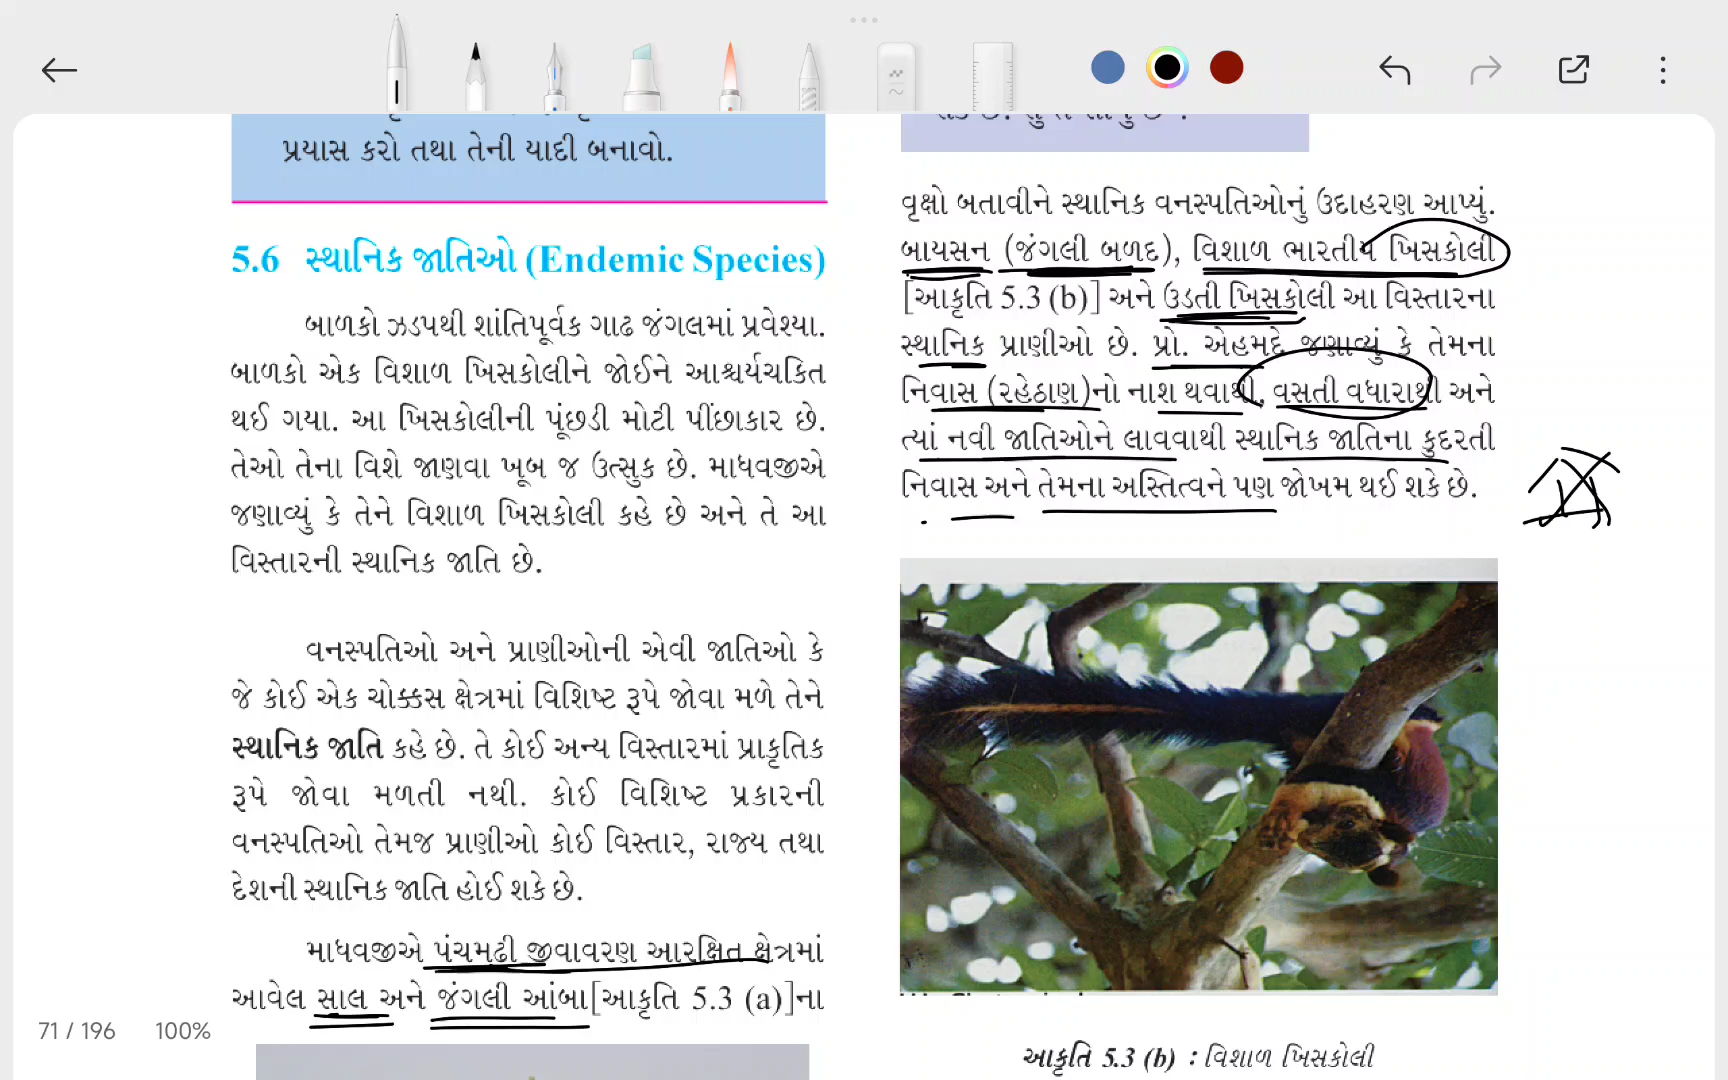 પ્રયાસ કરો તથા તેની યાદી બનાવો.
5.6 સ્થાનિક જાતિઓ (Endemic Species)
બાળકો ઝડપથી શાંતિપૂર્વક ગાઢ જંગલમાં પ્રવેશ્યા.
બાળકો એક વિશાળ ખિસકોલીને જોઈને આશ્ચર્યચકિત
થઈ ગયા. આ ખિસકોલીની પૂંછડી મોટી પીંછાકાર છે.
તેઓ તેના વિશે જાણવા ખૂબ જ ઉત્સુક છે. માધવજીએ
જણાવ્યું કે તેને વિશાળ ખિસકોલી કહે છે અને તે આ
વિસ્તારની સ્થાનિક જાતિ છે.
વનસ્પતિઓ અને પ્રાણીઓની એવી જાતિઓ કે
જે કોઈ એક ચોક્કસ ક્ષેત્રમાં વિશિષ્ટ રૂપે જોવા મળે તેને
સ્થાનિક જાતિ કહે છે. તે કોઈ અન્ય વિસ્તારમાં પ્રાકૃતિક
રૂપે જોવા મળતી નથી. કોઈ વિશિષ્ટ પ્રકારની
વનસ્પતિઓ તેમજ પ્રાણીઓ કોઈ વિસ્તાર, રાજ્ય તથા
દેશની સ્થાનિક જાતિ હોઈ શકે છે.
માધવજીએ પંચમઢી જીવાવરણ આરક્ષિત ક્ષેત્રમાં
આવેલ સાલ અને જંગલી આંબા[આકૃતિ 5.3 (a)]ના
વૃક્ષો બતાવીને સ્થાનિક વનસ્પતિઓનું ઉદાહરણ આપ્યું.
બાયસન (જંગલી બળદ), વિશાળ ભારતીય ખિસકોલી
[આકૃતિ 5.3 (b)] અને ઉડતી ખિસકોલી આ વિસ્તારના
સ્થાનિક પ્રાણીઓ છે. પ્રો. એહમદે જણાવ્યું કે તેમના
નિવાસ (રહેઠાણ)નો નાશ થવાથી, વસતી વધારાથી અને
ત્યાં નવી જાતિઓને લાવવાથી સ્થાનિક જાતિના કુદરતી
નિવાસ અને તેમના અસ્તિત્વને પણ જોખમ થઈ શકે છે.
આકૃતિ 5.3 (b) : વિશાળ ખિસકોલી
71 / 196 100%